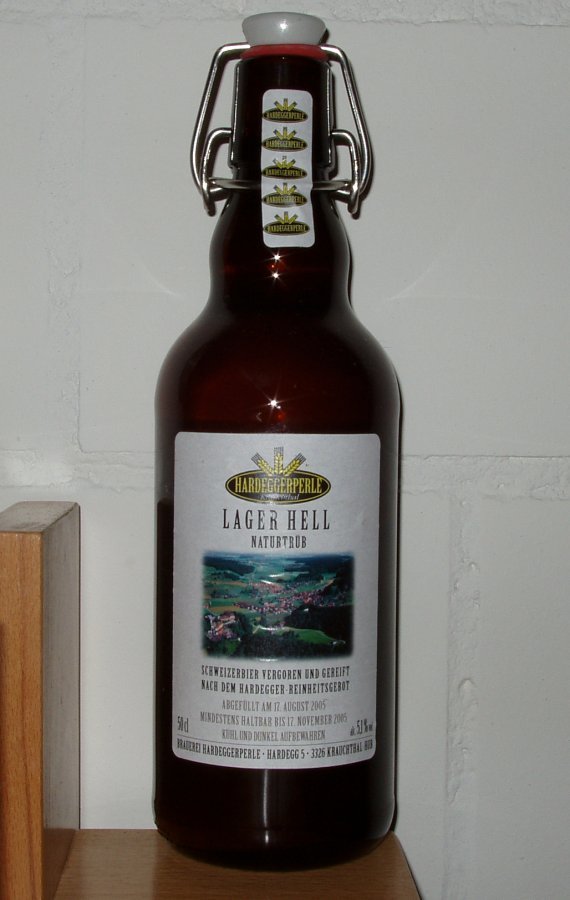 HARDEGGERPERLE
HARDEGGERPERLE
HARDEGGERPERLE
HARDEGGERPERLE
HARDEGGERPERLE
HARDEGGERPERLE
LAGER HELL
NATURTRÜB
SCHWEIZERBIER VERGOREN UND GEREIFT
NACH DEM HARDEGGER-REINHEITSGEBOT
ABGEFÜLLT AM 17. AUGUST 2005
MINDESTENS HALTBAR BIS 17. NOVEMBER 2005
50 cl KÜHL UND DUNKEL AUFBEWAHREN alc. 5.1 % vol.
BRAUEREI HARDEGGERPERLE · HARDEGG 5 · 3326 KRAUCHTHAL